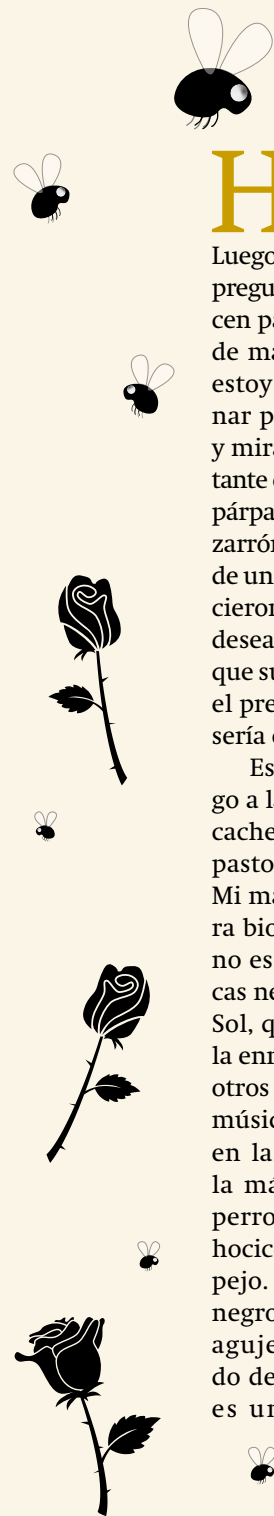 H
Luego
pregu
cen pa
de ma
estoy
nar p
y mira
tante
párpa
zarrón
de un
cieron
desea
que su
el pre
sería
Es
go a l
cache
pasto
Mi ma
ra bio
no es
cas ne
Sol, q
la enr
otros
músic
en la
la má
perro
hocic
pejo.
negro
aguje
do de
es un